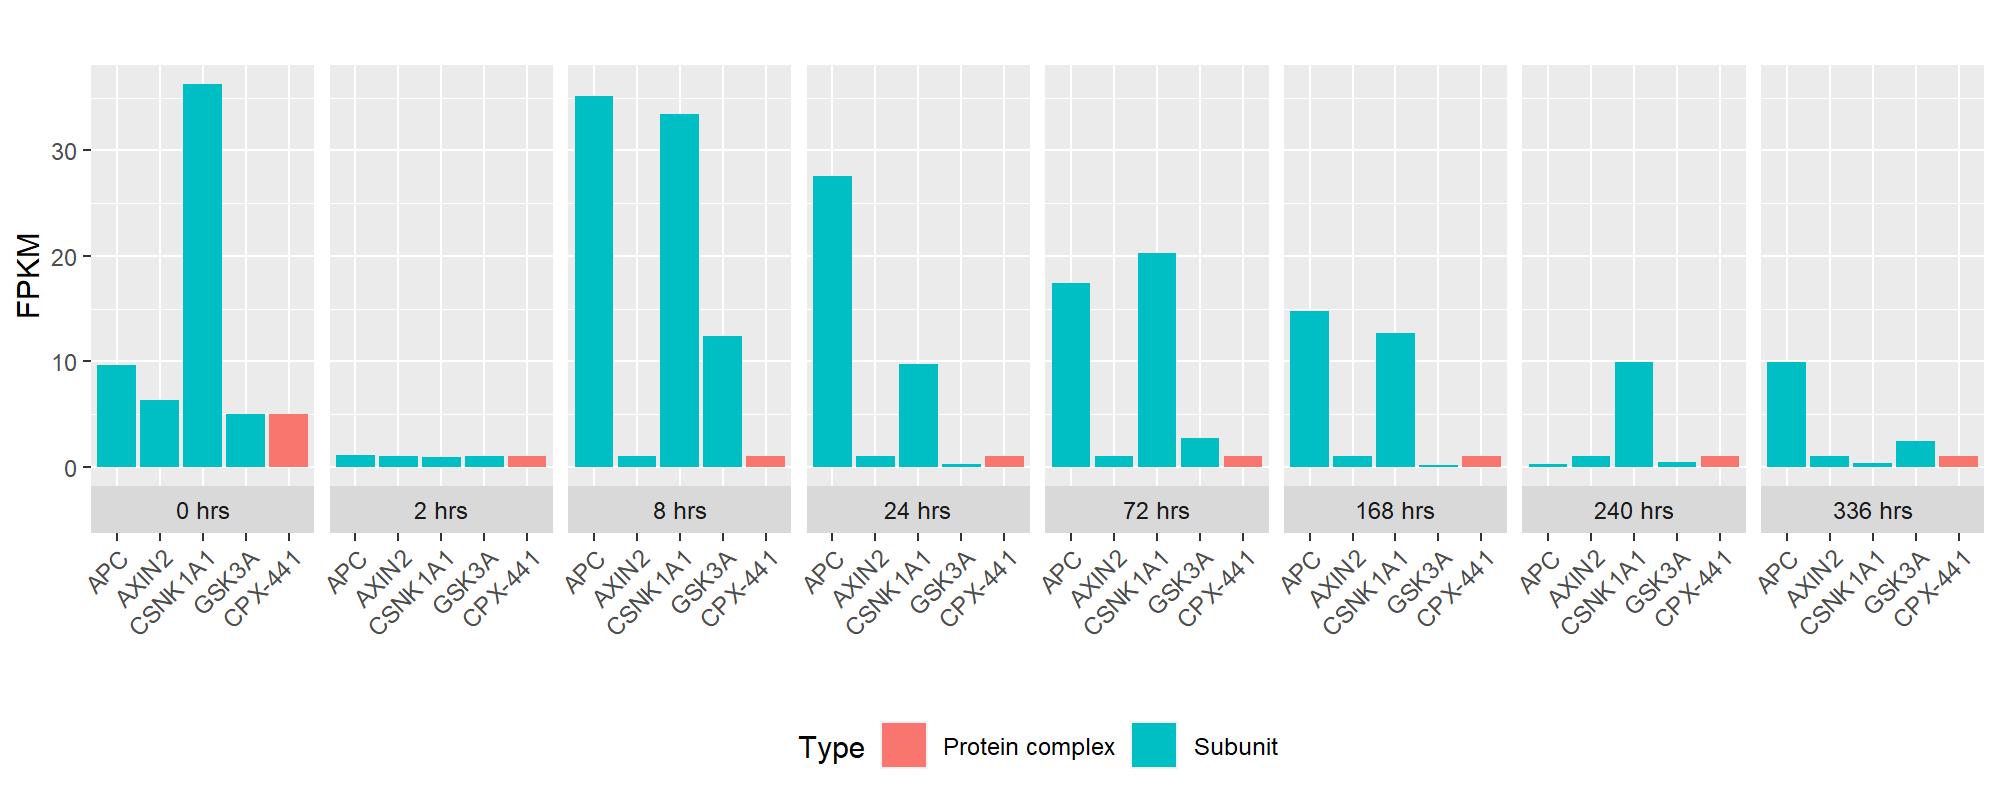 FPKM
30
20
10
0
0 hrs 2 hrs 8 hrs 24 hrs 72 hrs 168 hrs 240 hrs 336 hrs
APC AXIN2 CSNK1A1 GSK3A CPX-441 APC AXIN2 CSNK1A1 GSK3A CPX-441 APC AXIN2 CSNK1A1 GSK3A CPX-441 APC AXIN2 CSNK1A1 GSK3A CPX-441 APC AXIN2 CSNK1A1 GSK3A CPX-441 APC AXIN2 CSNK1A1 GSK3A CPX-441 APC AXIN2 CSNK1A1 GSK3A CPX-441 APC AXIN2 CSNK1A1 GSK3A CPX-441
Type Protein complex Subunit